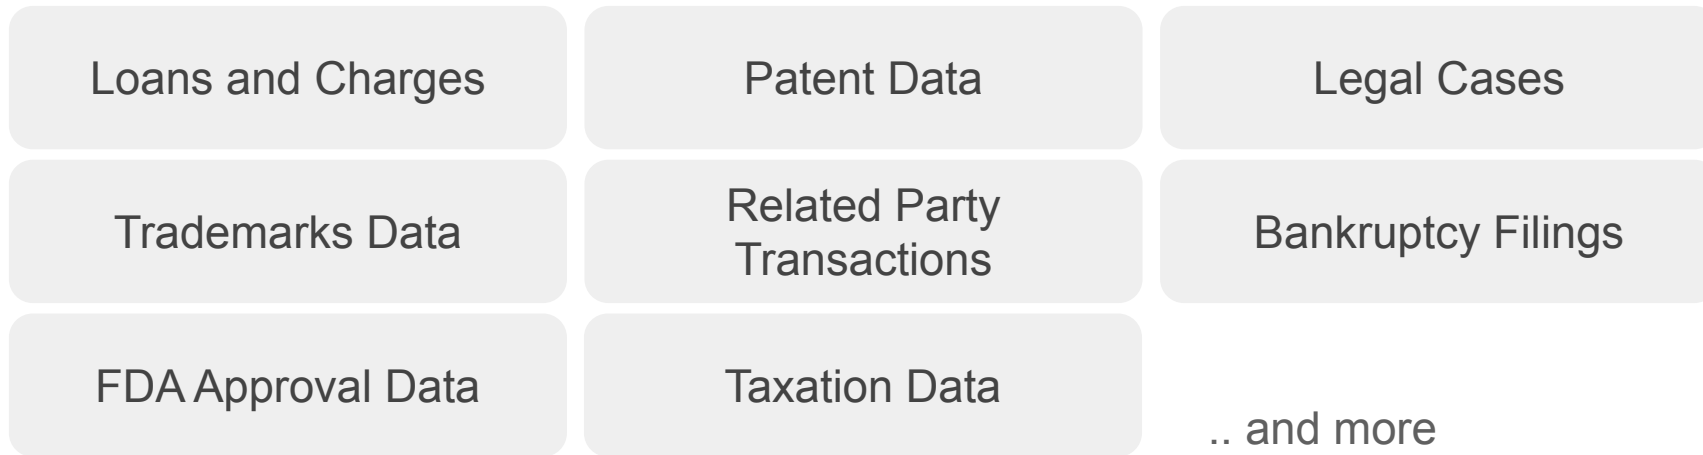 Loans and Charges
Patent Data
Legal Cases
Trademarks Data
Related Party
Transactions
Bankruptcy Filings
FDA Approval Data
Taxation Data
.. and more